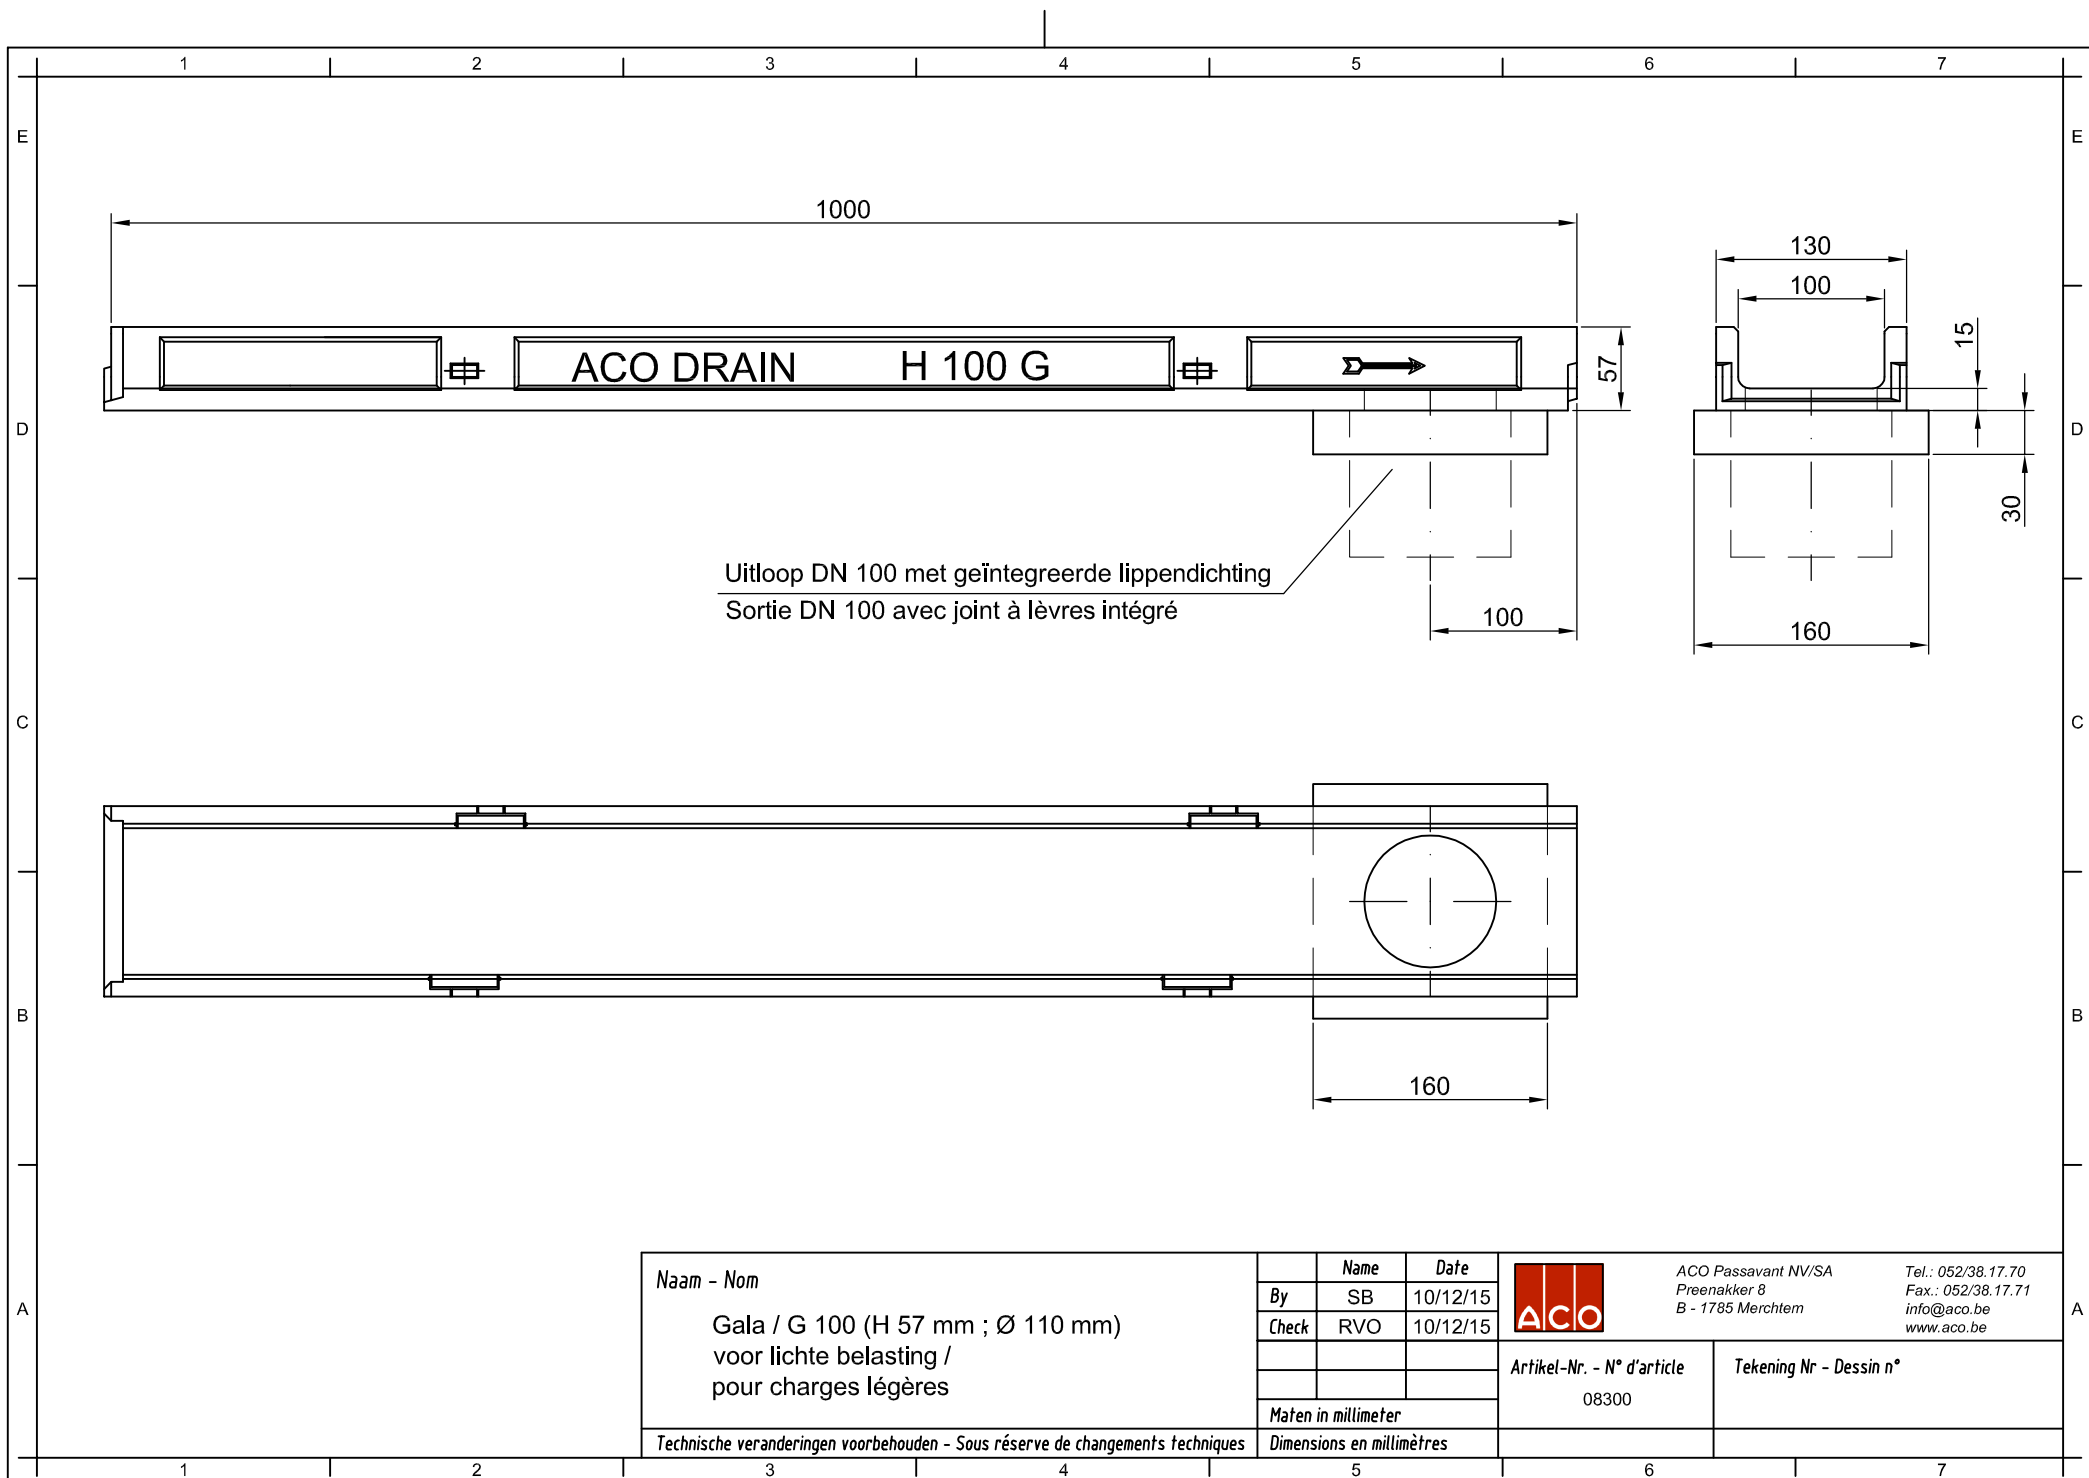 1 2 3 4 5 6 7
E E
1000
130
100
15
57
ACO DRAIN H 100 G
D D
30
Uitloop DN 100 met geïntegreerde lippendichting
Sortie DN 100 avec joint à lèvres intégré
100
160
C C
B B
160
Naam - Nom
Gala / G 100 (H 57 mm ; Ø 110 mm)
voor lichte belasting /
pour charges légères
Technische veranderingen voorbehouden - Sous réserve de changements techniques
Name Date
By SB 10/12/15
Check RVO 10/12/15
Maten in millimeter
Dimensions en millimètres
ACO
ACO Passavant NV/SA
Preenakker 8
B - 1785 Merchtem
Tel.: 052/38.17.70
Fax.: 052/38.17.71
info@aco.be
www.aco.be
Artikel-Nr. - N° d'article
08300
Tekening Nr - Dessin n°
A A
1 2 3 4 5 6 7